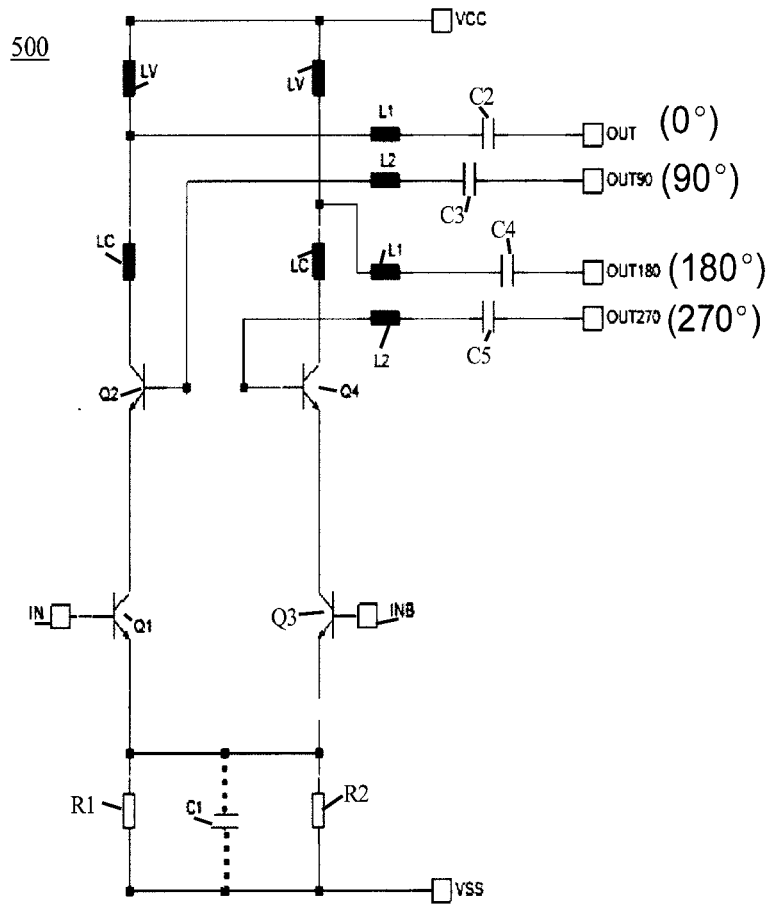 500
VCC
LV
LV
L1
C2
OUT
(0°)
L2
C3
OUT90
(90°)
C4
LC
LC
L1
OUT180
(180°)
L2
C5
OUT270
(270°)
Q2
Q4
IN
Q1
Q3
INB
R1
C1
R2
VSS